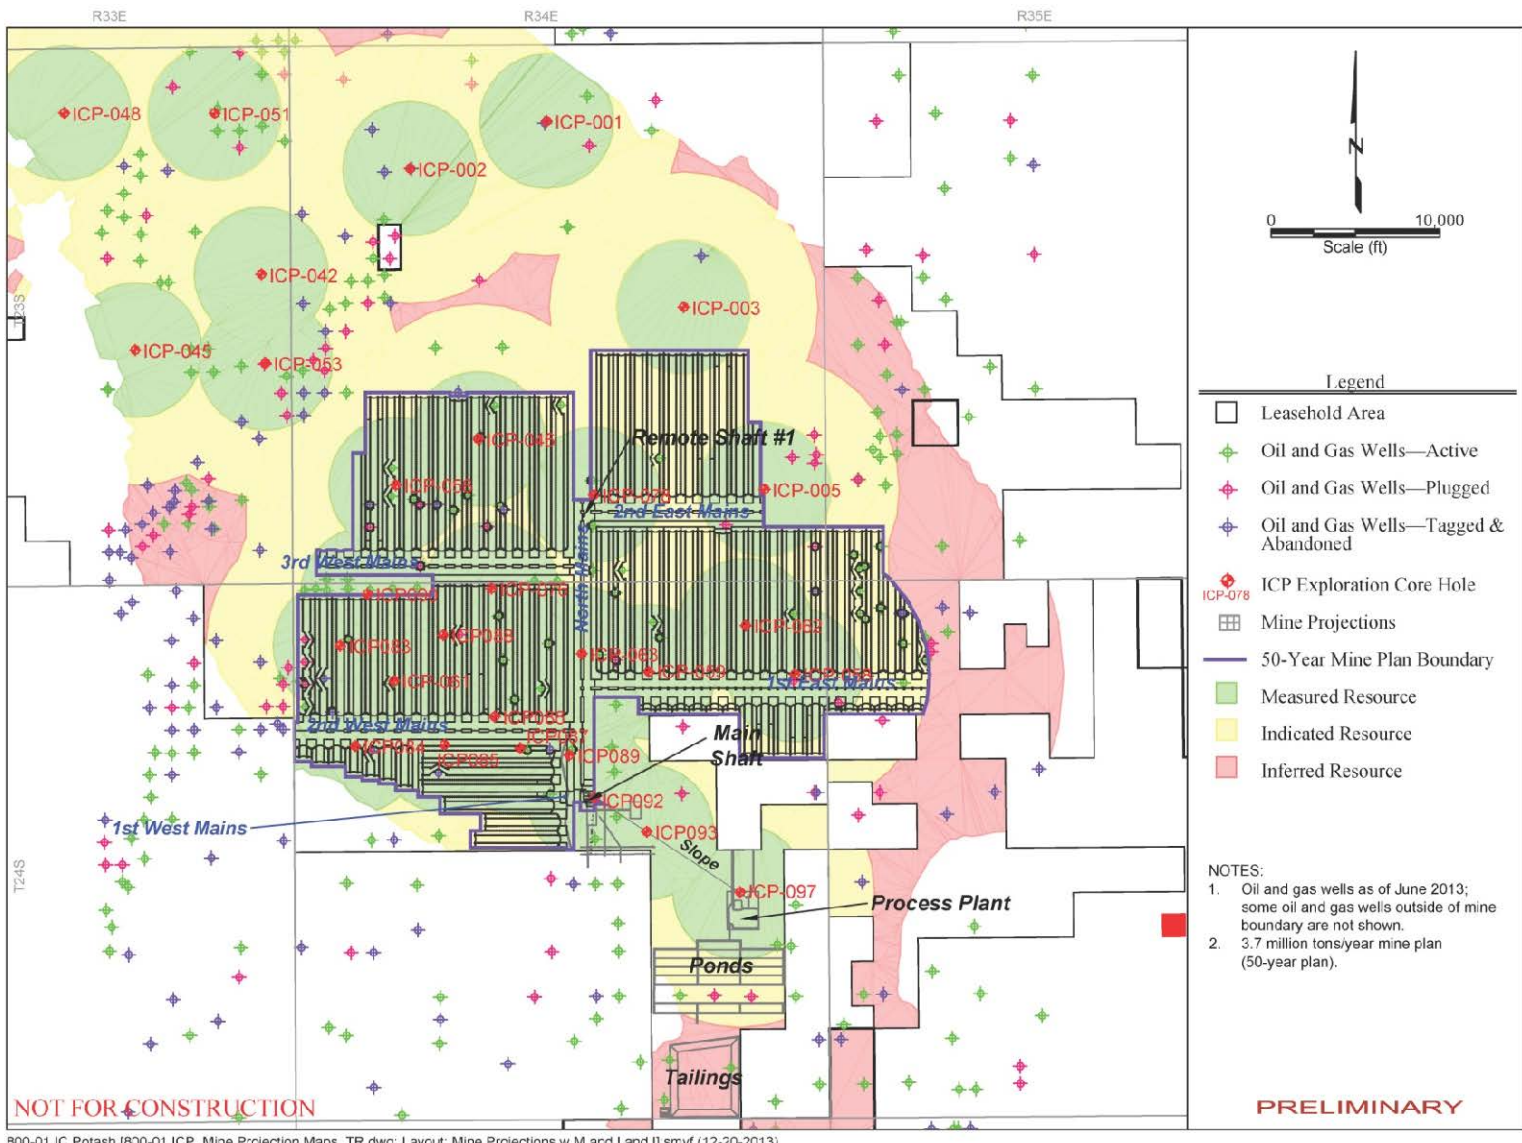 R33E
R34E
R35E
ICP-048
ICP-051
ICP-001
ICP-002
ICP-042
ICP-003
ICP-045
ICP-053
T23S
N
0
10,000
Scale (ft)
Legend
Leasehold Area
Oil and Gas Wells—Active
Oil and Gas Wells—Plugged
Oil and Gas Wells—Tagged &
Abandoned
ICP-078
ICP Exploration Core Hole
Mine Projections
50-Year Mine Plan Boundary
Measured Resource
Indicated Resource
Inferred Resource
Remote Shaft #1
ICP-005
2nd East Mains
3rd West Mains
North Mains
ICP083
ICP-063
1st East Mains
2nd West Mains
Main
Shaft
ICP089
ICP092
1st West Mains
ICP093
Slope
ICP-097
Process Plant
T24S
Ponds
Tailings
NOTES:
1. Oil and gas wells as of June 2013;
some oil and gas wells outside of mine
boundary are not shown.
2. 3.7 million tons/year mine plan
(50-year plan).
NOT FOR CONSTRUCTION
PRELIMINARY